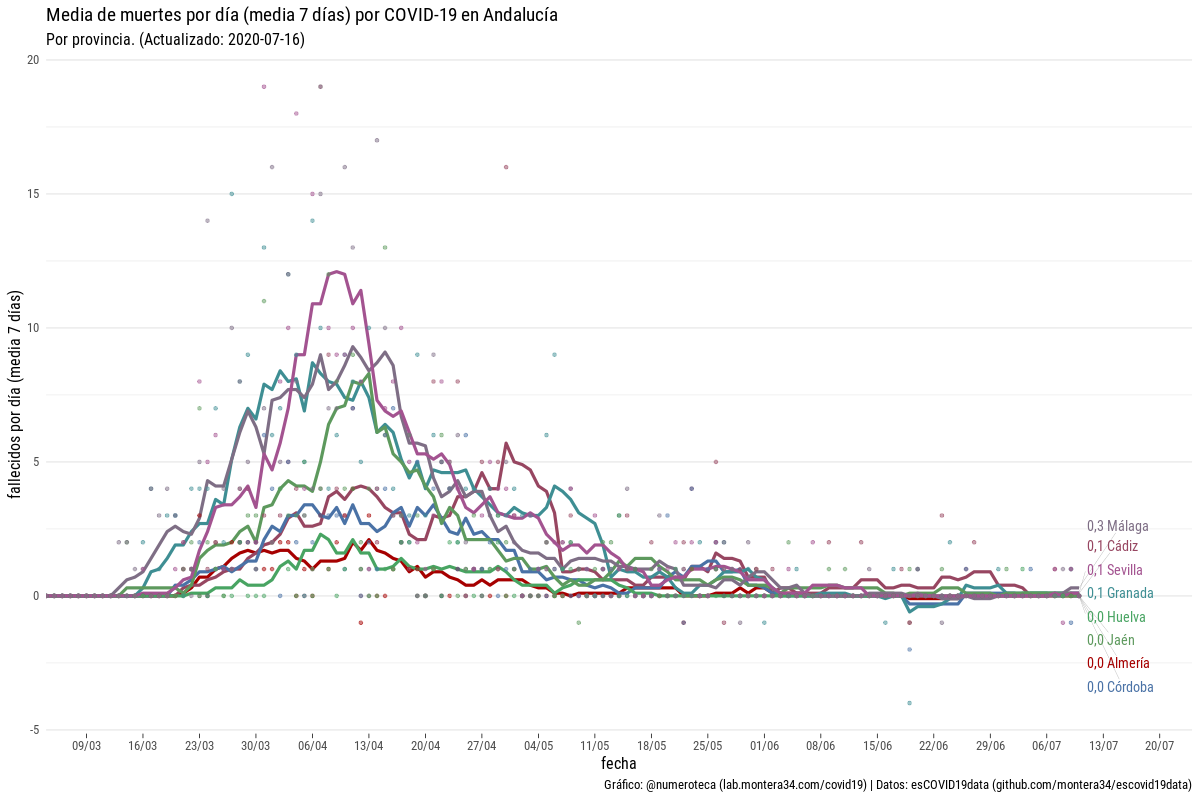 Media de muertes por día (media 7 días) por COVID-19 en Andalucía
Por provincia. (Actualizado: 2020-07-16)
fallecidos por día (media 7 días)
20
15
10
5
0
-5
0,3 Málaga
0,1 Cádiz
0,1 Sevilla
0,1 Granada
0,0 Huelva
0,0 Jaén
0,0 Almería
0,0 Córdoba
09/03 16/03 23/03 30/03 06/04 13/04 20/04 27/04 04/05 11/05 18/05 25/05 01/06 08/06 15/06 22/06 29/06 06/07 13/07 20/07
fecha
Gráfico: @numeroteca (lab.montera34.com/covid19) | Datos: esCOVID19data (github.com/montera34/escovid19data)